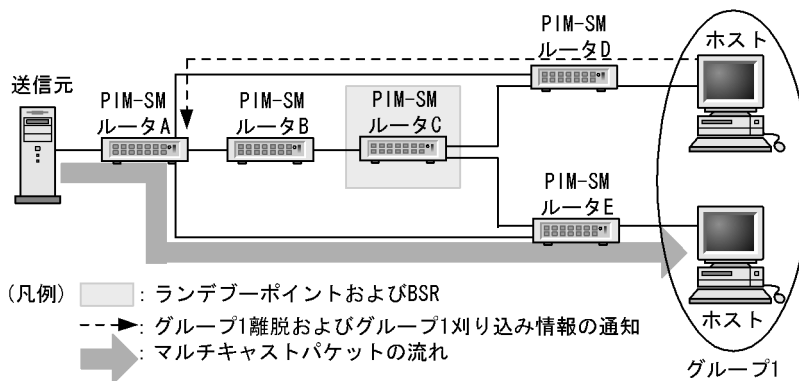 PIM-SM
ルータD
ホスト
送信元
PIM-SM
ルータA
PIM-SM
ルータB
PIM-SM
ルータC
PIM-SM
ルータE
ホスト
グループ1
(凡例)
: ランデブーポイントおよびBSR
: グループ1離脱およびグループ1刈り込み情報の通知
: マルチキャストパケットの流れ